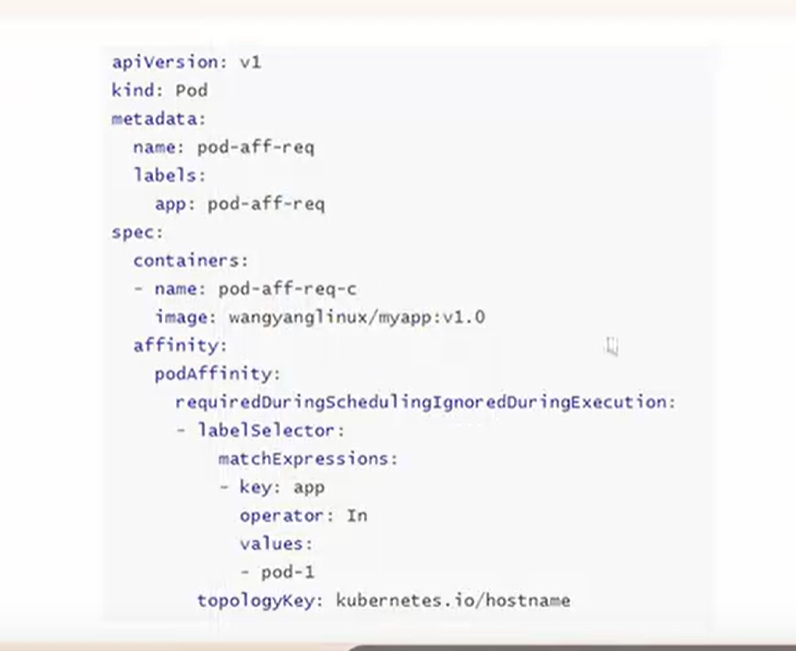 apiVersion: v1
kind: Pod
metadata:
  name: pod-aff-req
  labels:
    app: pod-aff-req
spec:
  containers:
  - name: pod-aff-req-c
    image: wangyanglinux/myapp:v1.0
  affinity:
    podAffinity:
      requiredDuringSchedulingIgnoredDuringExecution:
      - labelSelector:
          matchExpressions:
          - key: app
            operator: In
            values:
            - pod-1
        topologyKey: kubernetes.io/hostname